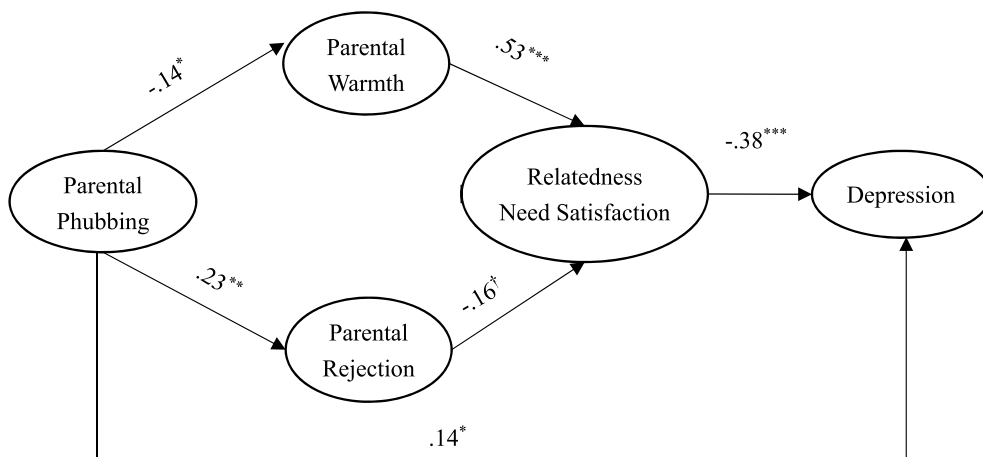 Parental
Warmth
-.14*
.53***
Parental
Phubbing
Relatedness
Need Satisfaction
-.38***
Depression
.23**
-.16†
Parental
Rejection
.14*